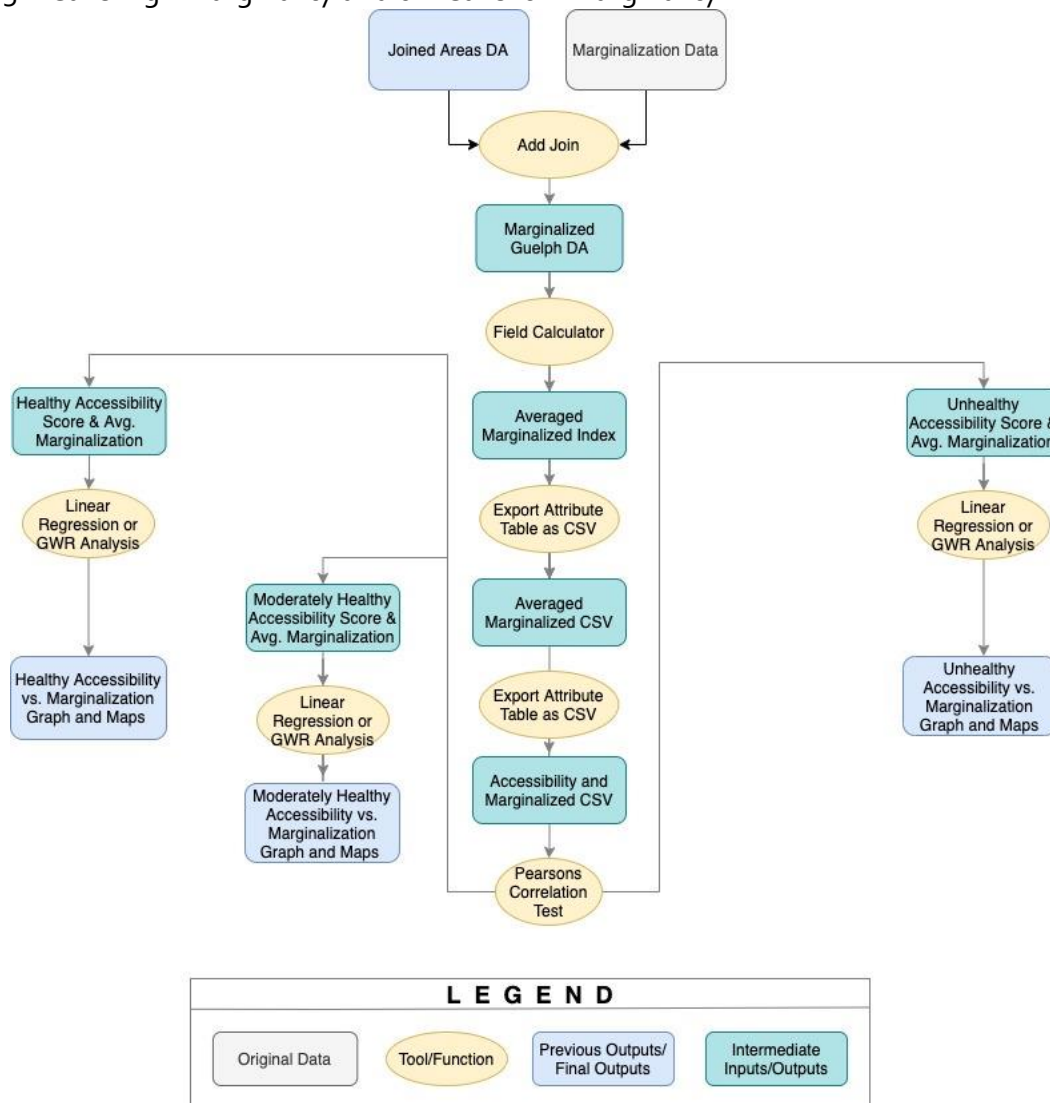 Joined Areas DA
Marginalization Data
Add Join
Marginalized
Guelph DA
Field Calculator
Healthy Accessibility
Score & Avg.
Marginalization
Averaged
Marginalized Index
Unhealthy
Accessibility Score &
Avg. Marginalization
Linear
Regression or
GWR Analysis
Export Attribute
Table as CSV
Linear
Regression or
GWR Analysis
Moderately Healthy
Accessibility Score &
Avg. Marginalization
Averaged
Marginalized CSV
Healthy Accessibility
vs. Marginalization
Graph and Maps
Linear
Regression or
GWR Analysis
Export Attribute
Table as CSV
Unhealthy
Accessibility vs.
Marginalization
Graph and Maps
Moderately Healthy
Accessibility vs.
Marginalization
Graph and Maps
Accessibility and
Marginalized CSV
Pearsons
Correlation
Test
LEGEND
Original Data
Tool/Function
Previous Outputs/
Final Outputs
Intermediate
Inputs/Outputs